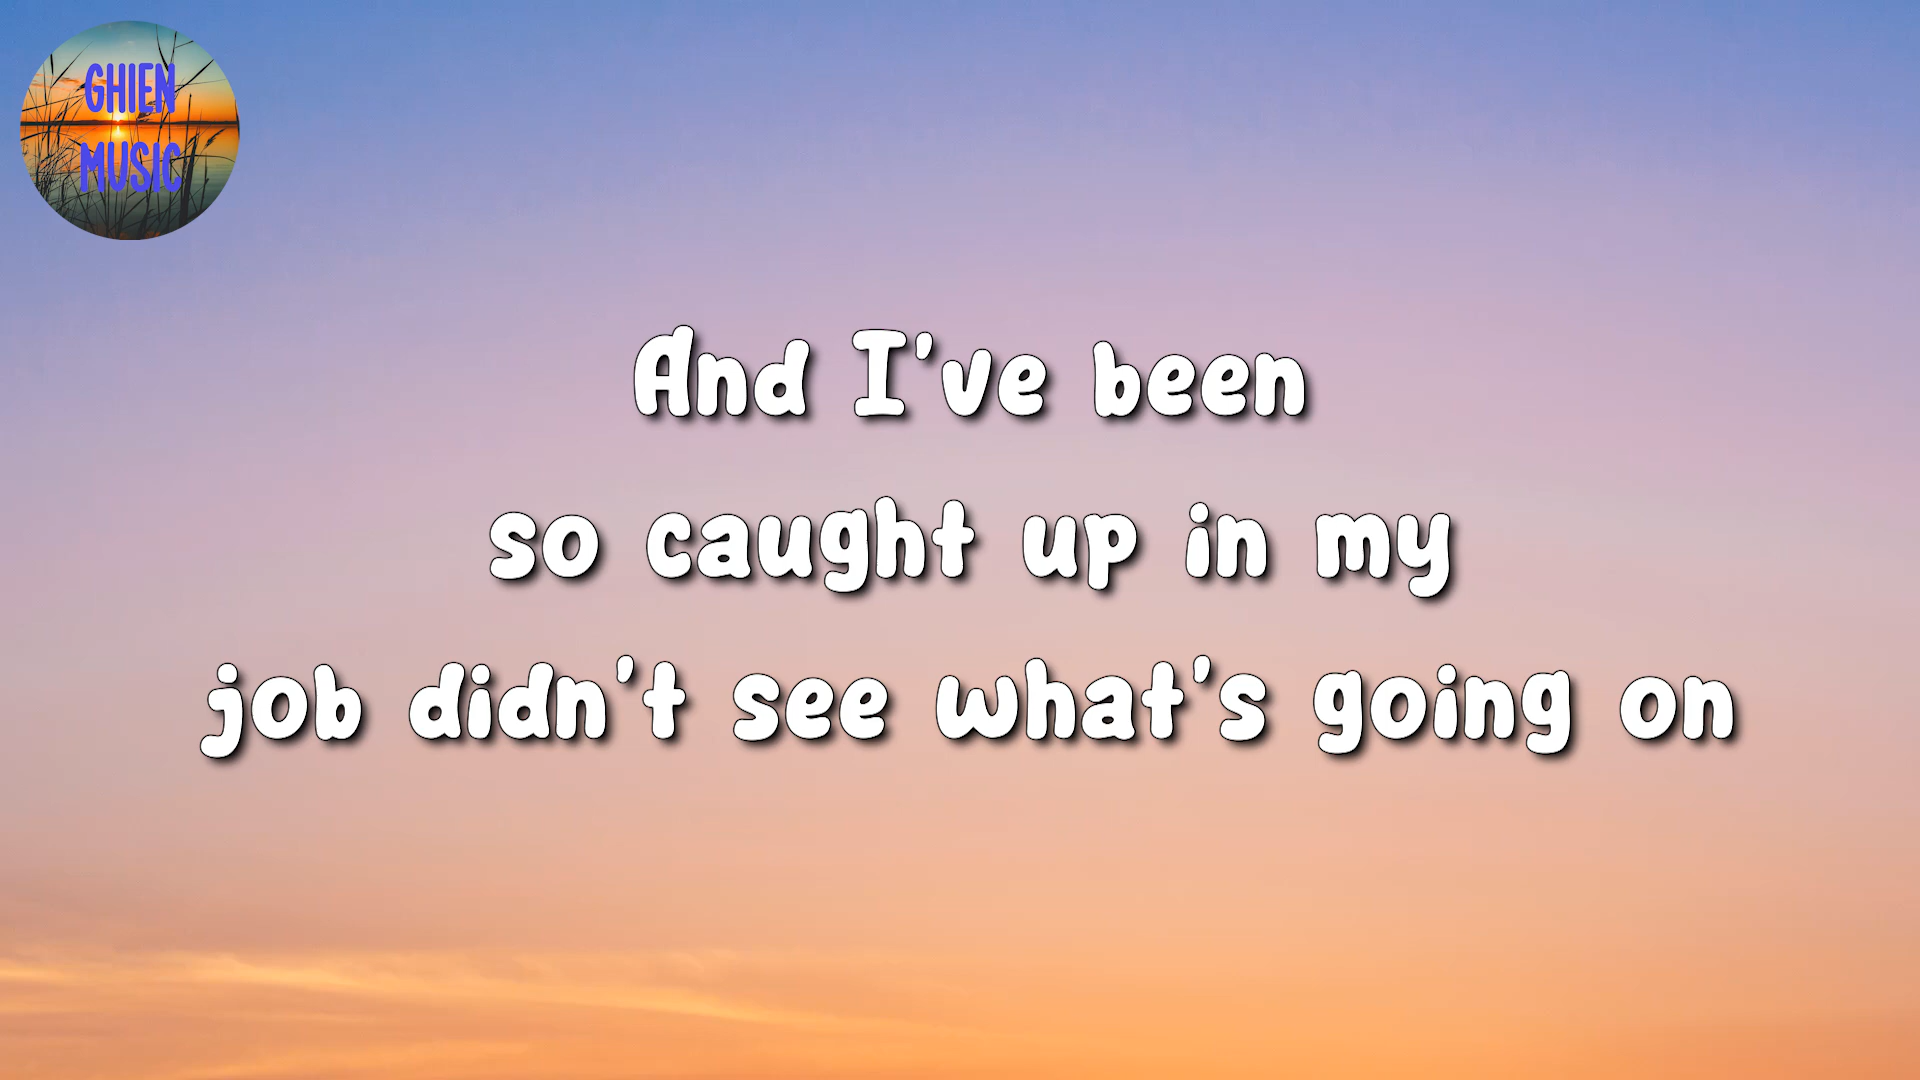 GHIEN
MUSIC
And I've been
so caught up in my
job didn't see what's going on